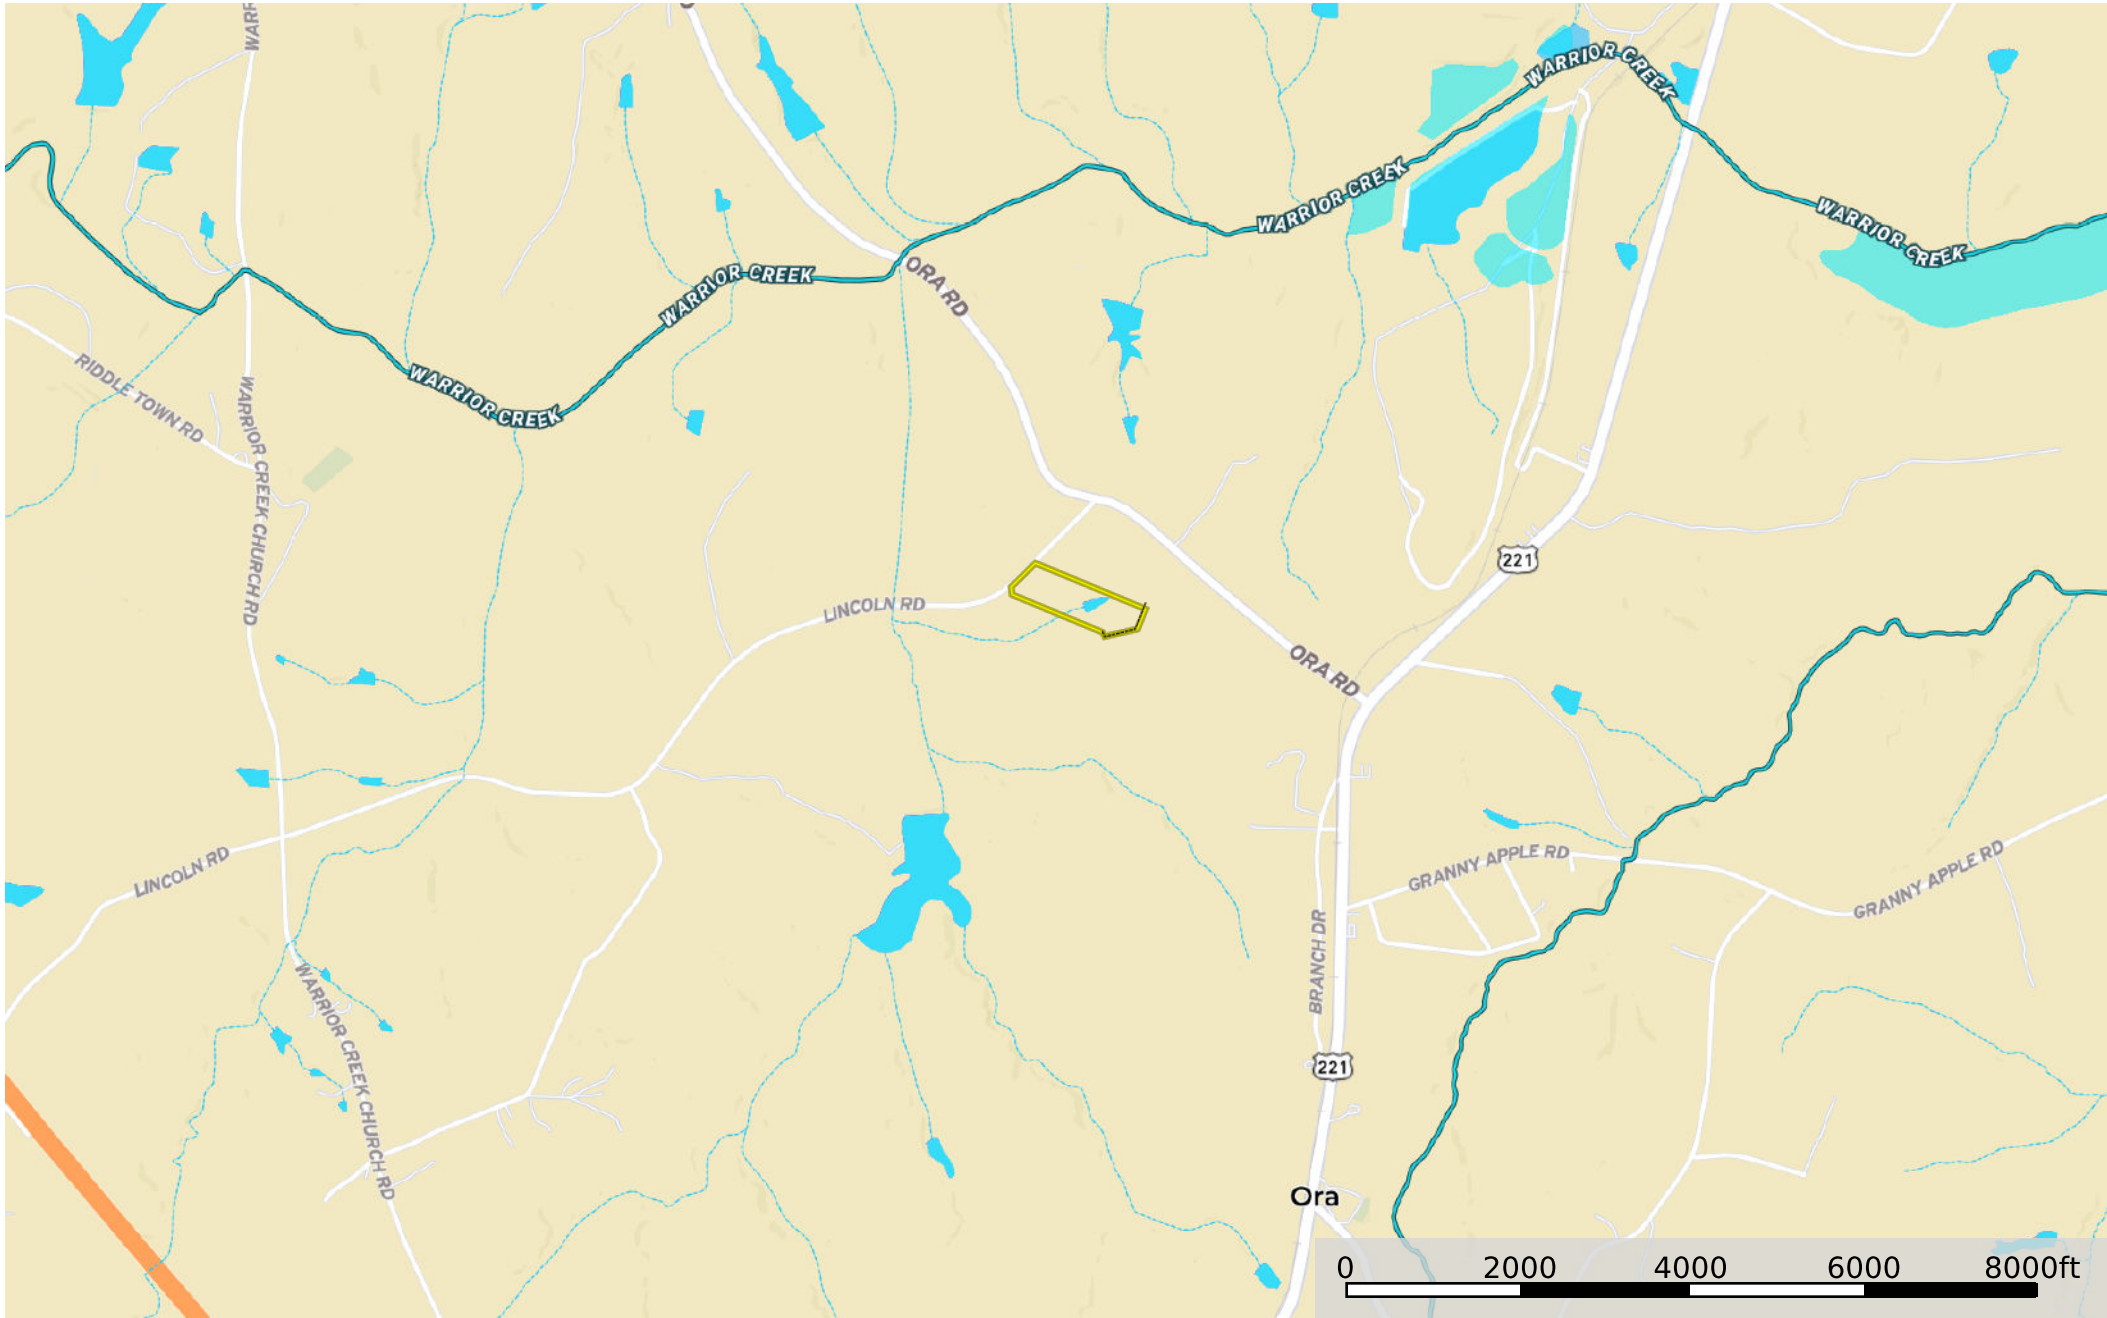 WARR
WARRIOR CREEK
WARRIOR CREEK
WARRIOR CREEK
WARRIOR CREEK
WARRIOR CREEK
ORA RD
RIDDLE TOWN RD
WARRIOR CREEK CHURCH RD
221
LINCOLN RD
ORA RD
LINCOLN RD
GRANNY APPLE RD
GRANNY APPLE RD
BRANCH DR
WARRIOR CREEK CHURCH RD
221
Ora
0 2000 4000 6000 8000ft